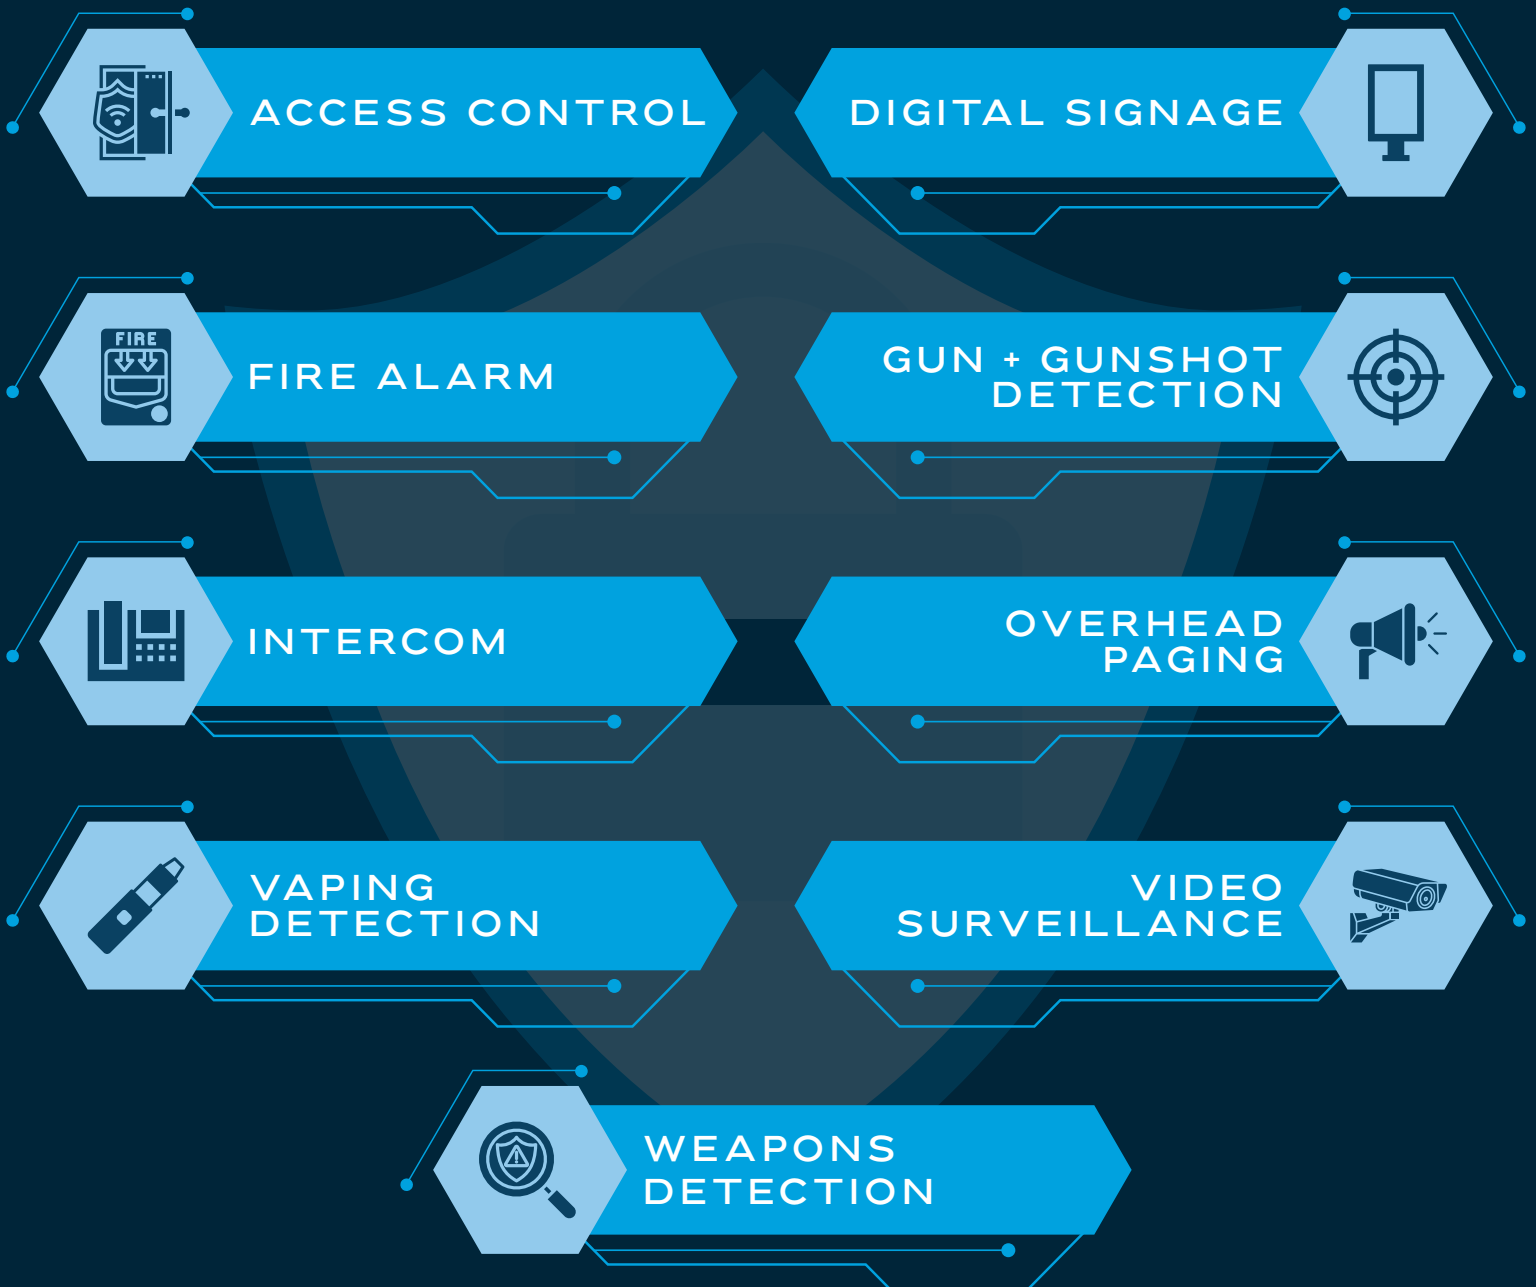 ACCESS CONTROL
DIGITAL SIGNAGE
FIRE
FIRE ALARM
GUN + GUNSHOT
DETECTION
INTERCOM
OVERHEAD
PAGING
VAPING
DETECTION
VIDEO
SURVEILLANCE
WEAPONS
DETECTION